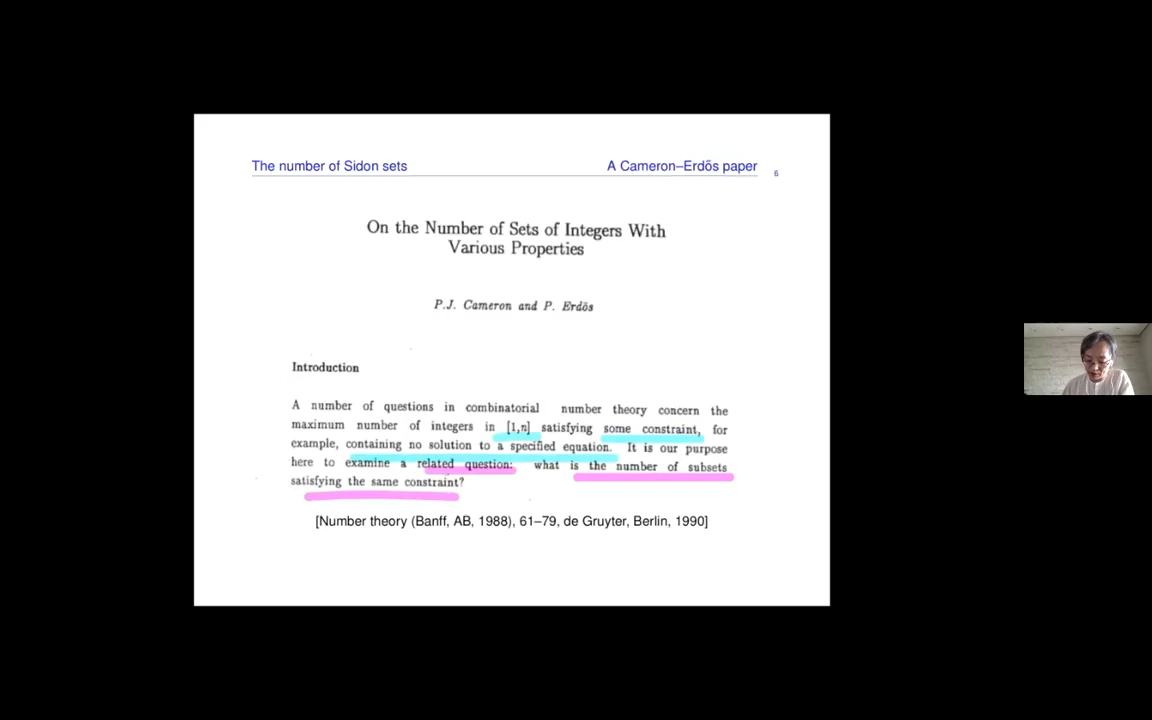 The number of Sidon sets
A Cameron–Erdős paper
6
On the Number of Sets of Integers With
Various Properties
P.J. Cameron and P. Erdős
Introduction
A number of questions in combinatorial number theory concern the
maximum number of integers in [1,n] satisfying some constraint, for
example, containing no solution to a specified equation. It is our purpose
here to examine a related question: what is the number of subsets
satisfying the same constraint?
[Number theory (Banff, AB, 1988), 61–79, de Gruyter, Berlin, 1990]